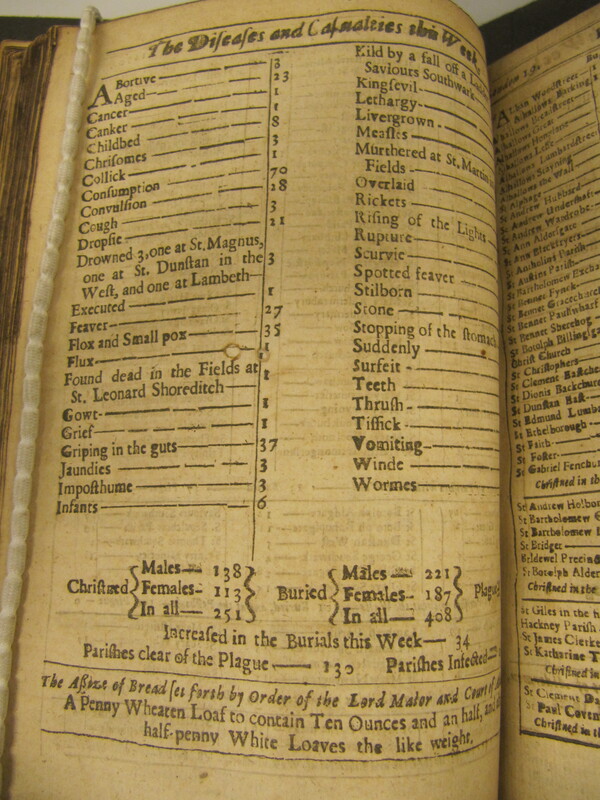 The Diſeaſes and Caſualties this Week
ABortive 3
Aged 23
Cancer 1
Canker 1
Childbed 8
Chriſomes 3
Collick 1
Conſumption 70
Convulſion 28
Cough 3
Dropſie 21
Drowned 3, one at St. Magnus,
one at St. Dunſtan in the 3
Weſt, and one at Lambeth
Executed 1
Feaver 27
Flox and Small pox 35
Flux 1
Found dead in the Fields at
St. Leonard Shoreditch 1
Gowt 1
Grief 1
Griping in the guts 37
Jaundies 3
Impoſthume 3
Infants 6
Kild by a fall off a
Saviours Southwark
Kingſevil
Lethargy
Livergrown
Meaſles
Murthered at St. Martin
Fields
Overlaid
Rickets
Riſing of the Lights
Rupture
Scurvie
Spotted feaver
Stilborn
Stone
Stopping of the ſtomach
Suddenly
Surfeit
Teeth
Thruſh
Tiſſick
Vomiting
Winde
Wormes
Chriſtned
Males 138
Females 113
In all 251
Buried
Males 221
Females 187
In all 408
Plague
Increaſed in the Burials this Week 34
Pariſhes clear of the Plague 130 Pariſhes Infected
The Aſsize of Bread ſet forth by Order of the Lord Maior and Court of
A Penny Wheaten Loaf to contain Ten Ounces and an half, and
half-penny White Loaves the like weight.
St Alphage
St Andrew Hubbard
St Andrew Underſhaft
St Andrew Wardrobe
St Ann Alderſgate
St Ann Blackfryers
St Antholins Pariſh
St Auſtins Pariſh
St Bartholomew Exchange
St Bennet Fynck
St Bennet Gracechurch
St Bennet Paulſwharf
St Bennet Sherehog
St Botolph Billingſgate
Chriſt Church
St Chriſtophers
St Clement Eaſtcheap
St Dionis Backchurch
St Dunſtan Eaſt
St Edmund Lumbard
St Ethelborough
St Faith
St Foſter
St Gabriel Fenchurch
Chriſtned in the
St Andrew Holborn
St Bartholomew
St Bartholomew
St Bridget
Bridewel Precinct
St Botolph Alder
Chriſtned in the
St Giles in the
Hackney Pariſh
St James Clerken
St Katharine
Chriſtned in
St Clement Da
St Paul Coven
Chriſtned in